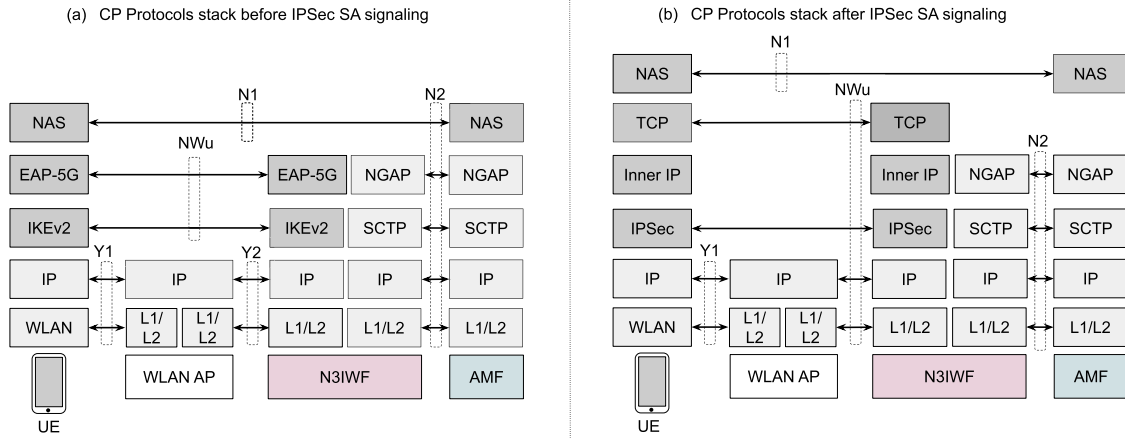 (a) CP Protocols stack before IPSec SA signaling
N1
N2
NAS
NAS
NWu
EAP-5G
EAP-5G
NGAP
NGAP
IKEv2
IKEv2
SCTP
SCTP
Y1
Y2
IP
IP
IP
IP
IP
WLAN
L1/
L2
L1/
L2
L1/L2
L1/L2
L1/L2
WLAN AP
N3IWF
AMF
UE
(b) CP Protocols stack after IPSec SA signaling
N1
NAS
NAS
NWu
TCP
TCP
N2
Inner IP
Inner IP
NGAP
NGAP
IPSec
IPSec
SCTP
SCTP
Y1
IP
IP
IP
IP
IP
WLAN
L1/
L2
L1/
L2
L1/L2
L1/L2
L1/L2
WLAN AP
N3IWF
AMF
UE